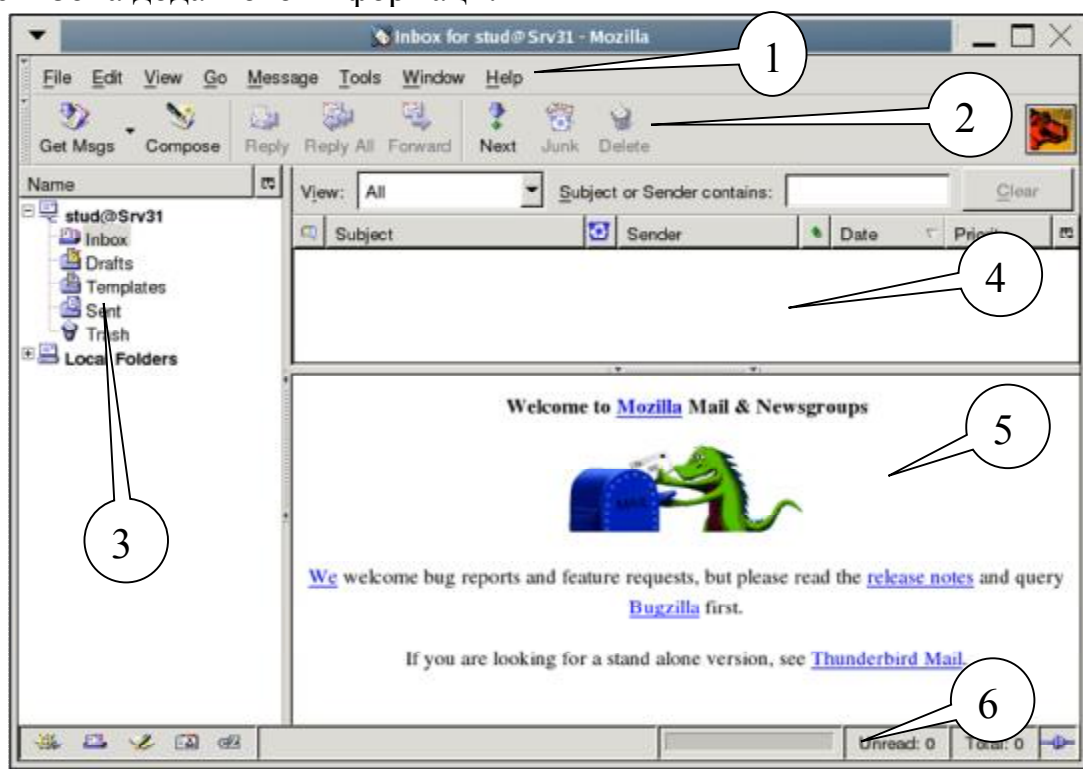 Inbox for stud@Srv31 - Mozilla
1
File Edit View Go Message Tools Window Help
2
Get Msgs Compose Reply Reply All Forward Next Junk Delete
Name
View: All Subject or Sender contains: Clear
stud@Srv31
Subject Sender Date
Inbox
Drafts
Templates
Sent
Trash
Local Folders
4
Welcome to Mozilla Mail & Newsgroups
5
3
We welcome bug reports and feature requests, but please read the release notes and query
Bugzilla first.
If you are looking for a stand alone version, see Thunderbird Mail.
6
Unread: 0 Total: 0